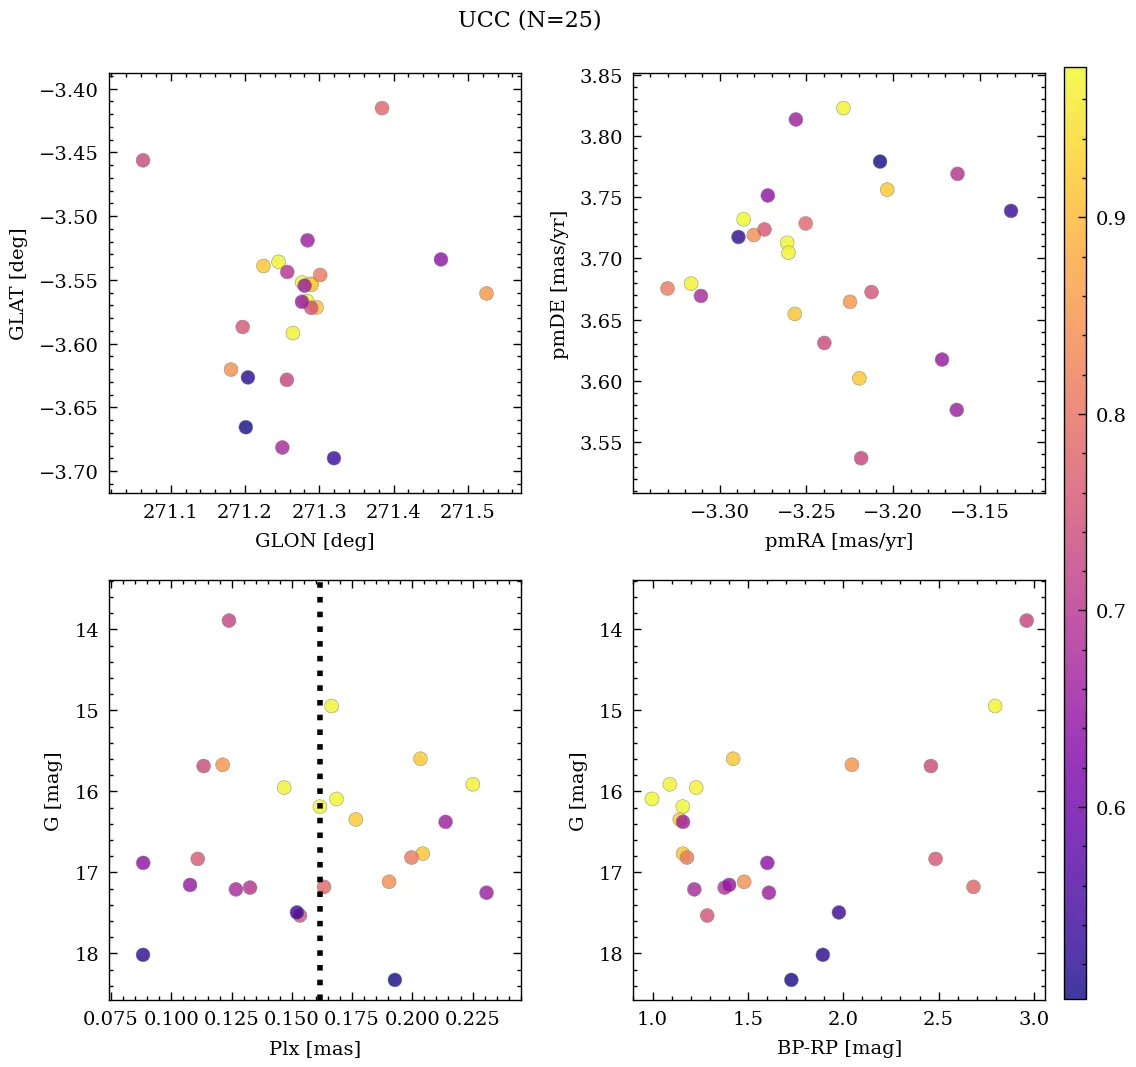 UCC (N=25)
−3.40
−3.45
−3.50
−3.55
−3.60
−3.65
−3.70
GLAT [deg]
271.1 271.2 271.3 271.4 271.5
GLON [deg]
3.85
3.80
3.75
3.70
3.65
3.60
3.55
pmDE [mas/yr]
−3.30 −3.25 −3.20 −3.15
pmRA [mas/yr]
0.9
0.8
0.7
0.6
14
15
16
17
18
G [mag]
0.075 0.100 0.125 0.150 0.175 0.200 0.225
Plx [mas]
14
15
16
17
18
G [mag]
1.0 1.5 2.0 2.5 3.0
BP-RP [mag]